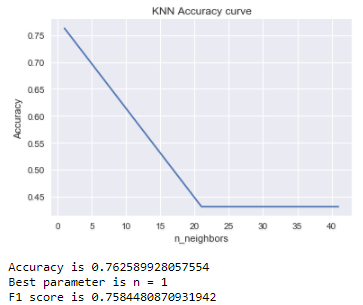 KNN Accuracy curve
0.75
0.70
0.65
0.60
0.55
0.50
0.45
Accuracy
0 5 10 15 20 25 30 35 40
n_neighbors
Accuracy is 0.762589928057554
Best parameter is n = 1
F1 score is 0.7584480870931942